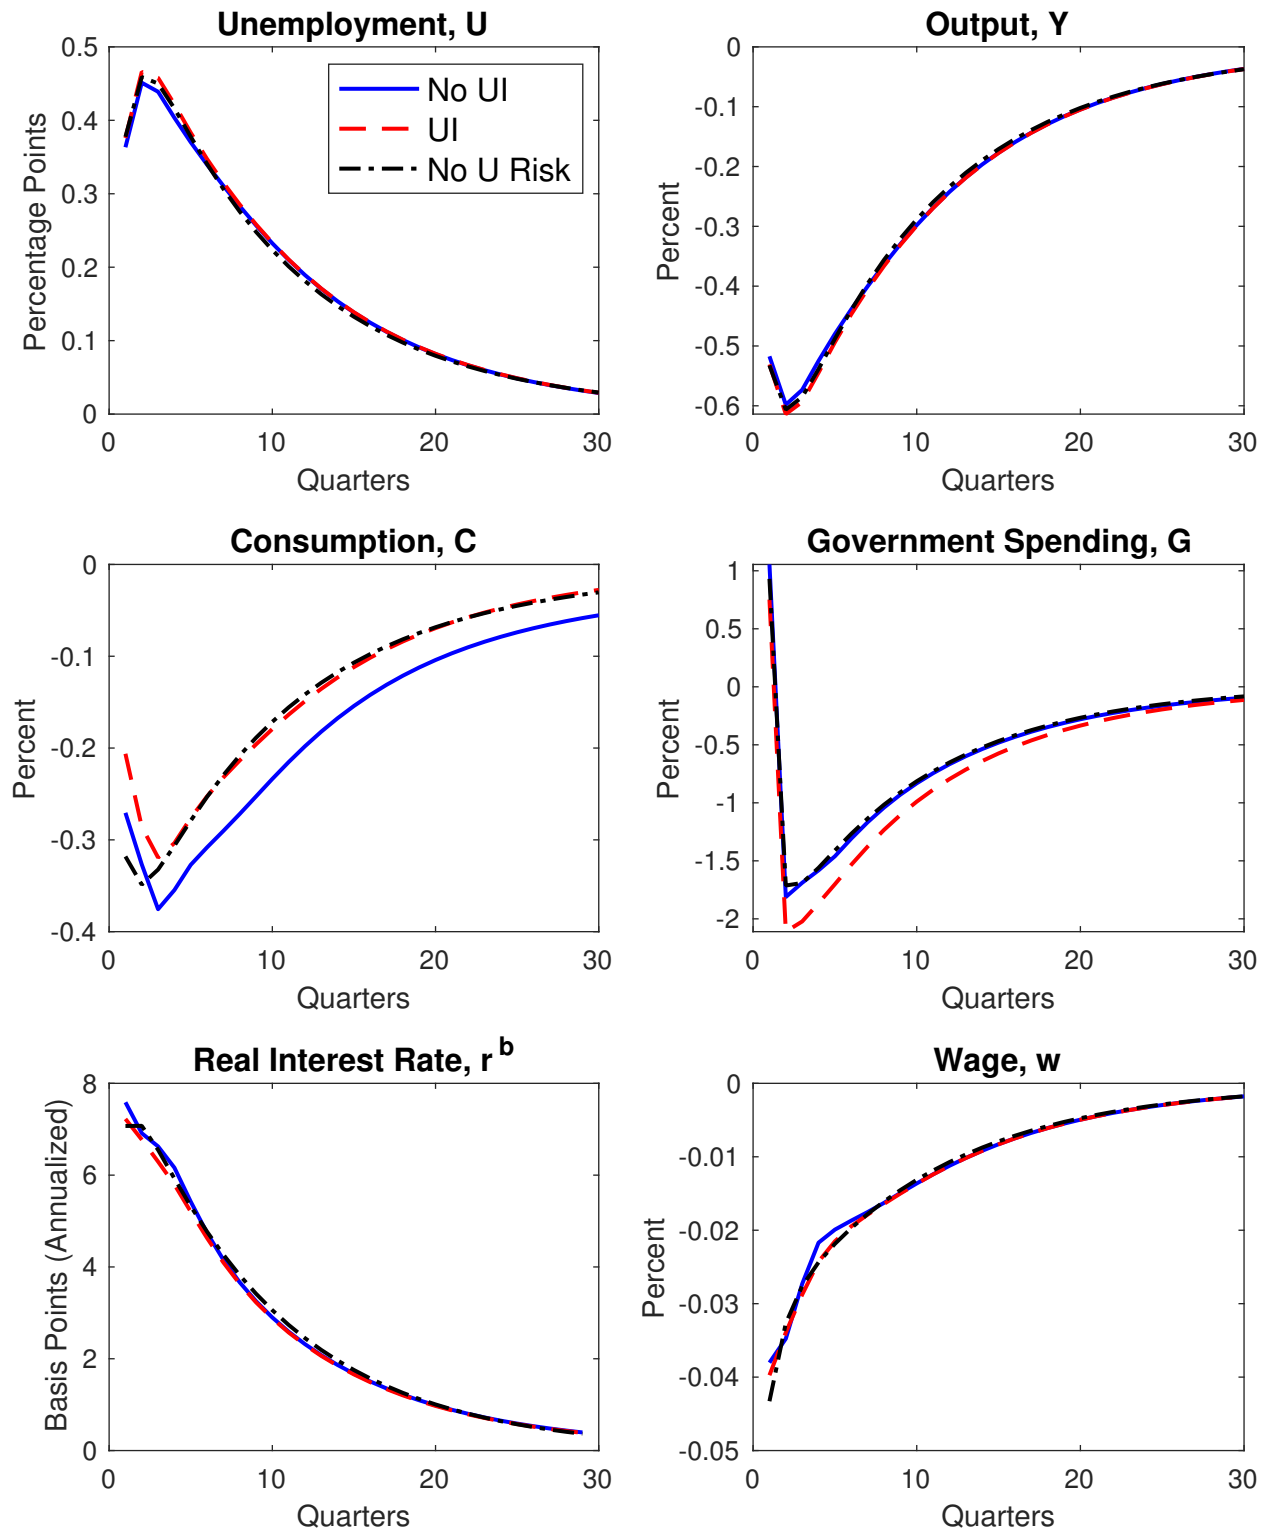 Unemployment, U
0.5
0.4
0.3
0.2
0.1
0
Percentage Points
No UI
UI
No U Risk
0
10
20
30
Quarters
Output, Y
0
-0.1
-0.2
-0.3
-0.4
-0.5
-0.6
Percent
0
10
20
30
Quarters
Consumption, C
0
-0.1
-0.2
-0.3
-0.4
Percent
0
10
20
30
Quarters
Government Spending, G
1
0.5
0
-0.5
-1
-1.5
-2
Percent
0
10
20
30
Quarters
Real Interest Rate, r^b
8
6
4
2
0
Basis Points (Annualized)
0
10
20
30
Quarters
Wage, w
0
-0.01
-0.02
-0.03
-0.04
-0.05
Percent
0
10
20
30
Quarters